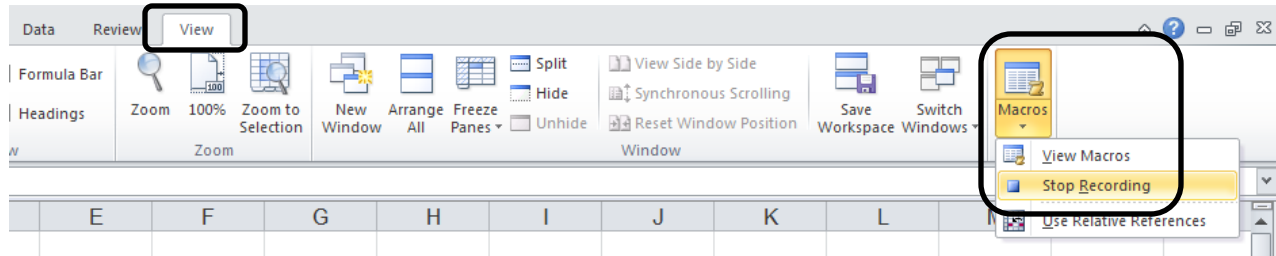 Data Review View
Formula Bar
Headings
w
Zoom 100% Zoom to Selection
Zoom
New Window Arrange All Freeze Panes
Split
Hide
Unhide
View Side by Side
Synchronous Scrolling
Reset Window Position
Save Workspace Switch Windows
Window
Macros
View Macros
Stop Recording
Use Relative References
E F G H I J K L